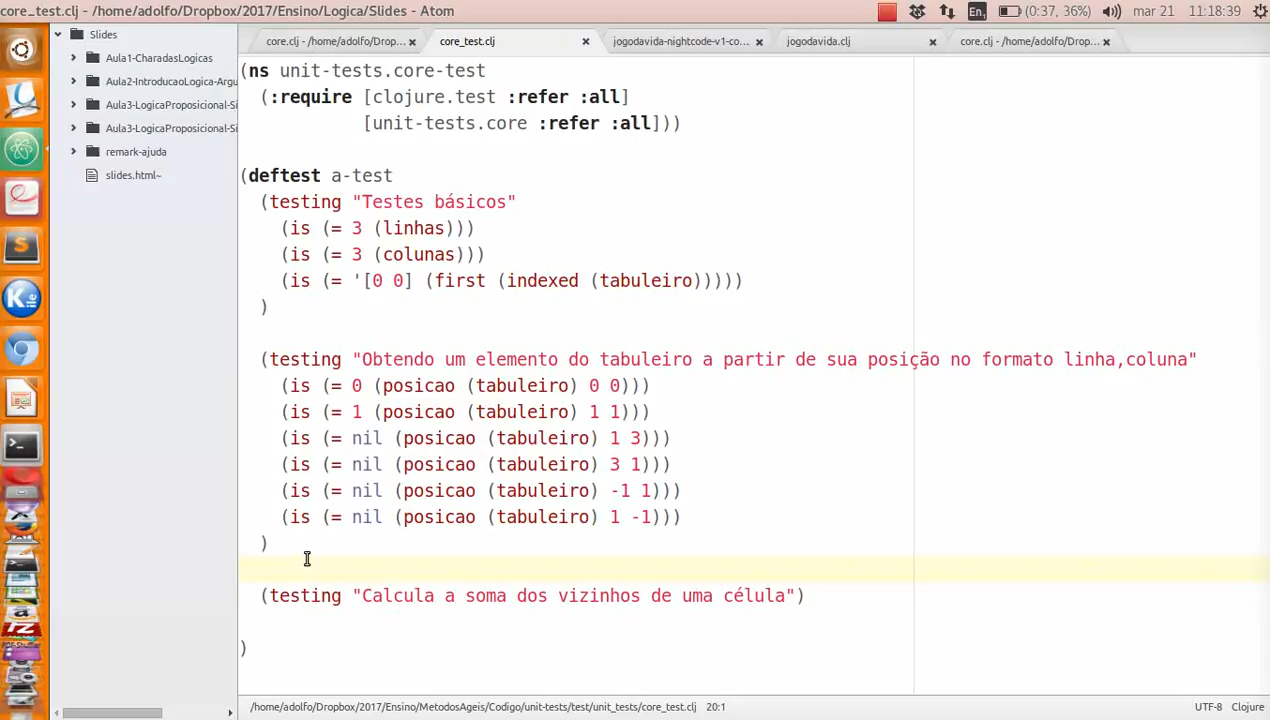 core_test.clj - /home/adolfo/Dropbox/2017/Ensino/Logica/Slides - Atom
En1
(0:37, 36%)
mar 21
11:18:39
Slides
Aula1-CharadasLogicas
Aula2-IntroducaoLogica-Argu
Aula3-LogicaProposicional-Si
Aula3-LogicaProposicional-Si
remark-ajuda
slides.html~
core.clj - /home/adolfo/Drop... ×
core_test.clj ×
jogodavida-nightcode-v1-co... ×
jogodavida.clj ×
core.clj - /home/adolfo/Drop... ×
(ns unit-tests.core-test
(:require [clojure.test :refer :all]
[unit-tests.core :refer :all]))
(deftest a-test
(testing "Testes básicos"
(is (= 3 (linhas)))
(is (= 3 (colunas)))
(is (= '[0 0] (first (indexed (tabuleiro)))))
)
(testing "Obtendo um elemento do tabuleiro a partir de sua posição no formato linha,coluna"
(is (= 0 (posicao (tabuleiro) 0 0)))
(is (= 1 (posicao (tabuleiro) 1 1)))
(is (= nil (posicao (tabuleiro) 1 3)))
(is (= nil (posicao (tabuleiro) 3 1)))
(is (= nil (posicao (tabuleiro) -1 1)))
(is (= nil (posicao (tabuleiro) 1 -1)))
)
(testing "Calcula a soma dos vizinhos de uma célula")
)
/home/adolfo/Dropbox/2017/Ensino/MetodosAgeis/Codigo/unit-tests/test/unit_tests/core_test.clj 20:1
UTF-8 Clojure